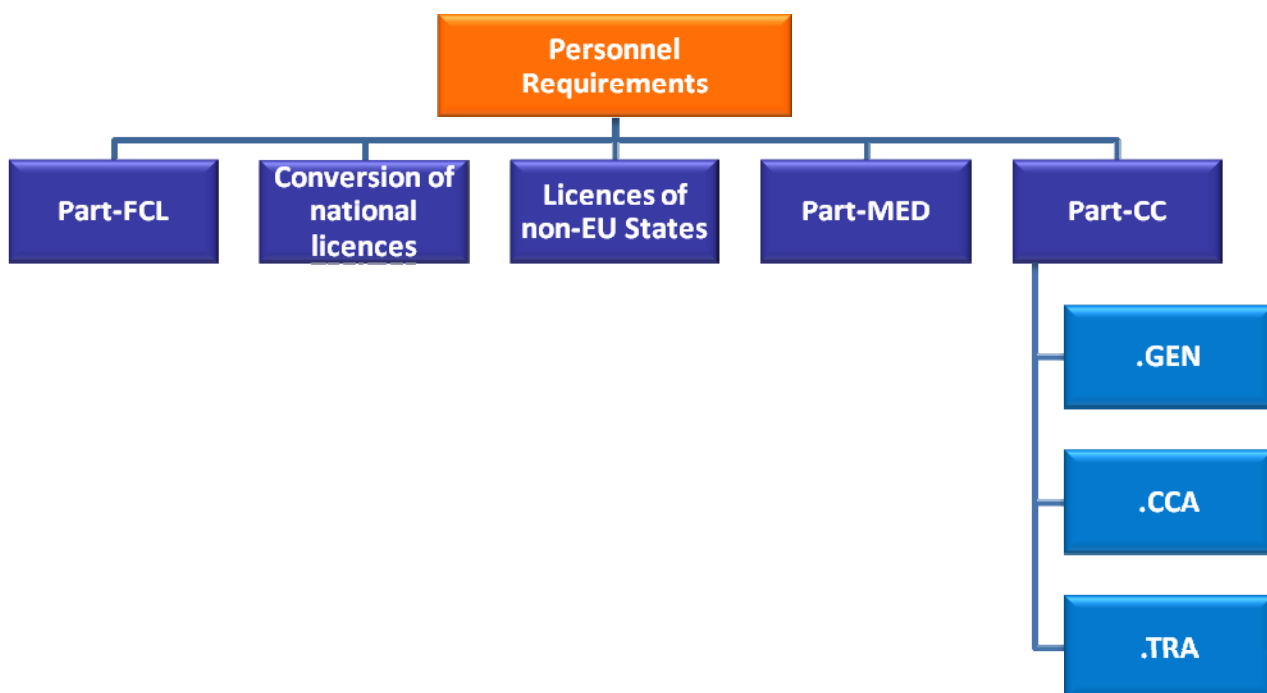 Personnel
Requirements
Part-FCL
Conversion of
national
licences
Licences of
non-EU States
Part-MED
Part-CC
.GEN
.CCA
.TRA